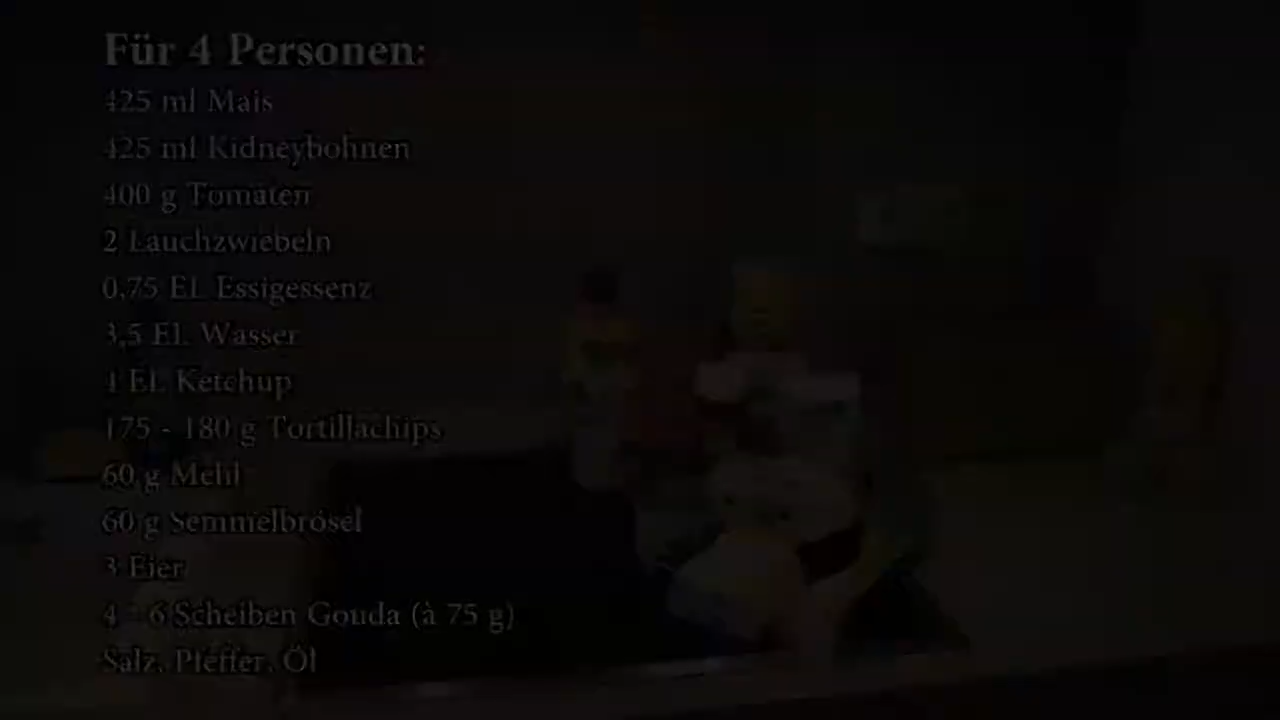 Für 4 Personen:
425 ml Mais
425 ml Kidneybohnen
400 g Tomaten
2 Lauchzwiebeln
0,75 EL Essigessenz
3,5 EL Wasser
4 EL Ketchup
175 - 180 g Tortillachips
60 g Mehl
60 g Semmelbrösel
3 Eier
4 - 6 Scheiben Gouda (à 75 g)
Salz, Pfeffer, Öl